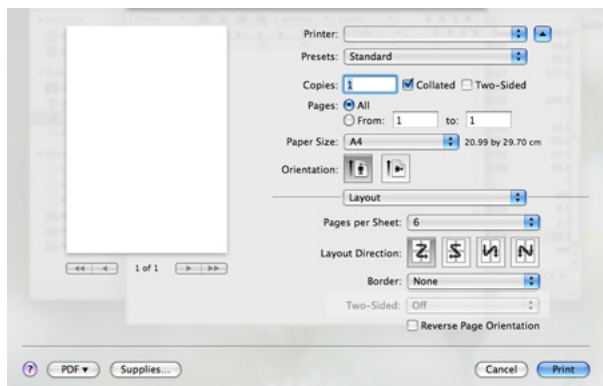 Printer:
Presets: Standard
Copies: 1 Collated Two-Sided
Pages: All
From: 1 to: 1
Paper Size: A4 20.99 by 29.70 cm
Orientation:
Layout
Pages per Sheet: 6
Layout Direction:
1 of 1
Border: None
Two-Sided: Off
Reverse Page Orientation
? PDF Supplies... Cancel Print